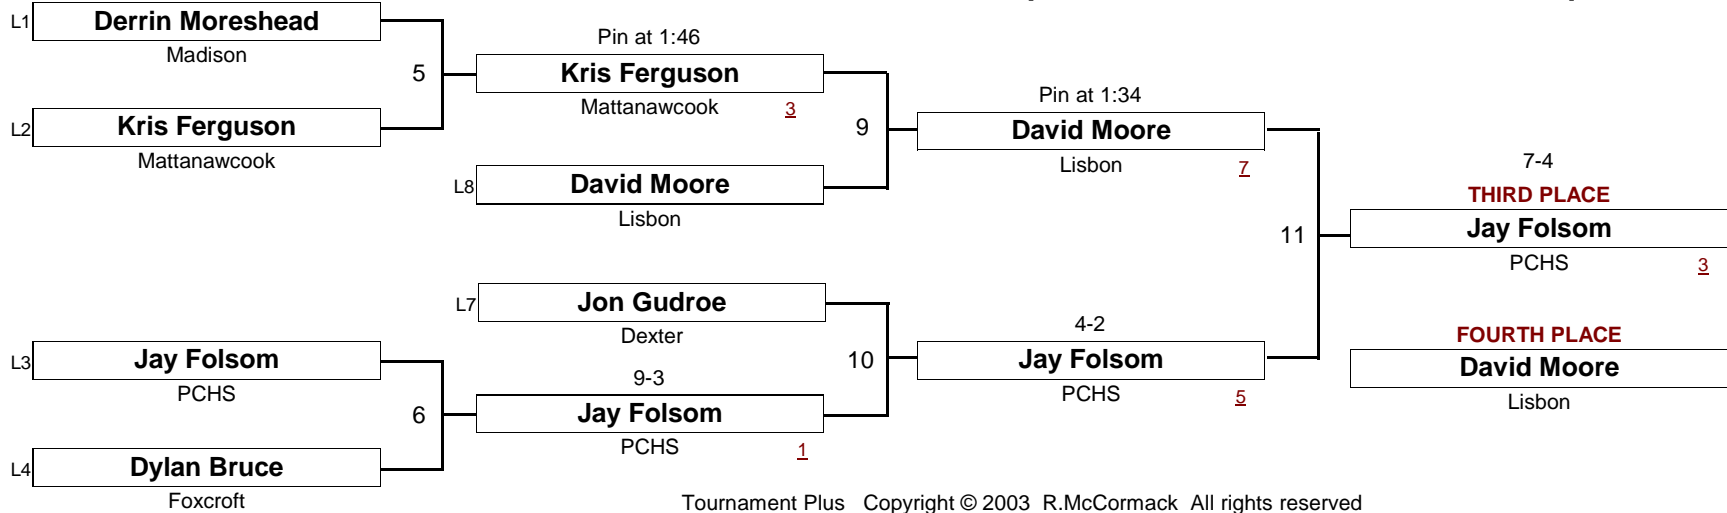 L1
Derrin Moreshead
Madison
5
L2
Kris Ferguson
Mattanawcook
Pin at 1:46
Kris Ferguson
Mattanawcook 3
9
L8
David Moore
Lisbon
Pin at 1:34
David Moore
Lisbon 7
11
7-4
THIRD PLACE
Jay Folsom
PCHS 3
L7
Jon Gudroe
Dexter
10
L3
Jay Folsom
PCHS
6
L4
Dylan Bruce
Foxcroft
9-3
Jay Folsom
PCHS 1
4-2
Jay Folsom
PCHS 5
FOURTH PLACE
David Moore
Lisbon
Tournament Plus Copyright © 2003 R.McCormack All rights reserved